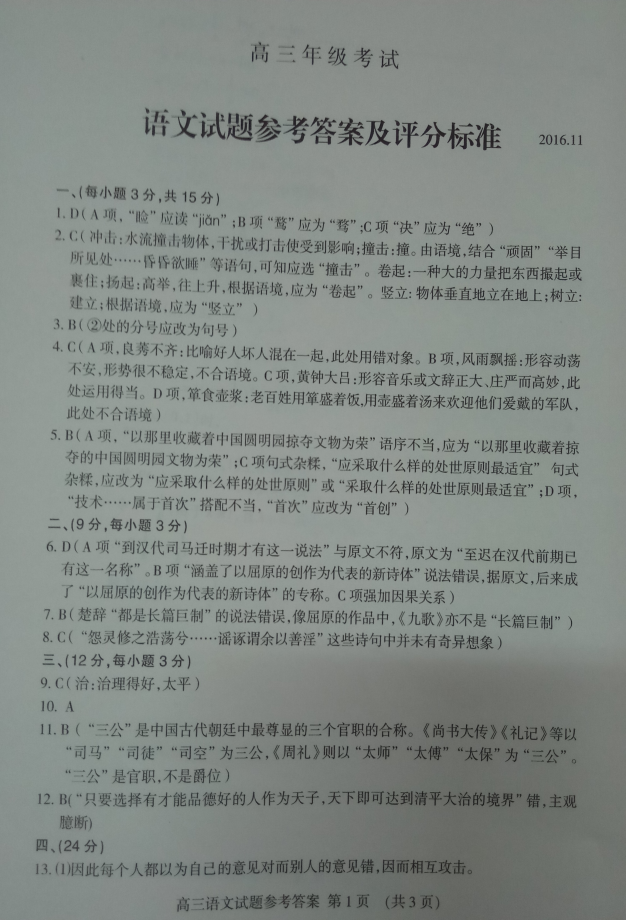 高三年级考试
语文试题参考答案及评分标准 2016.11
一、(每小题3分,共15分)
1. D(A项,“睑”应读“jiǎn”;B项“鹜”应为“骛”;C项“决”应为“绝”)
2. C(冲击:水流撞击物体,干扰或打击使受到影响;撞击:撞。由语境,结合“顽固”“举目
所见处……昏昏欲睡”等语句,可知应选“撞击”。卷起:一种大的力量把东西撮起或
裹住;扬起:高举,往上升,根据语境,应为“卷起”。竖立:物体垂直地立在地上;树立:
建立;根据语境,应为“竖立”)
3. B(②处的分号应改为句号)
4. C(A项,良莠不齐:比喻好人坏人混在一起,此处用错对象。B项,风雨飘摇:形容动荡
不安,形势很不稳定,不合语境。C项,黄钟大吕:形容音乐或文辞正大、庄严而高妙,此
处运用得当。D项,箪食壶浆:老百姓用箪盛着饭,用壶盛着汤来欢迎他们爱戴的军队,
此处不合语境)
5. B(A项,“以那里收藏着中国圆明园掠夺文物为荣”语序不当,应为“以那里收藏着掠
夺的中国圆明园文物为荣”;C项句式杂糅,“应采取什么样的处世原则最适宜” 句式
杂糅,应改为“应采取什么样的处世原则”或“采取什么样的处世原则最适宜”;D项,
“技术……属于首次”搭配不当,“首次”应改为“首创”)
二、(9分,每小题3分)
6. D(A项“到汉代司马迁时期才有这一说法”与原文不符,原文为“至迟在汉代前期已
有这一名称”。B项“涵盖了以屈原的创作为代表的新诗体”说法错误,据原文,后来成
了“以屈原的创作为代表的新诗体”的专称。C项强加因果关系)
7. B(楚辞“都是长篇巨制”的说法错误,像屈原的作品中,《九歌》亦不是“长篇巨制”)
8. C(“怨灵修之浩荡兮……谣诼谓余以善淫”这些诗句中并未有奇异想象)
三、(12分,每小题3分)
9. C(治:治理得好,太平)
10. A
11. B(“三公”是中国古代朝廷中最尊显的三个官职的合称。《尚书大传》《礼记》等以
“司马”“司徒”“司空”为三公,《周礼》则以“太师”“太傅”“太保”为“三公”。
“三公”是官职,不是爵位)
12. B(“只要选择有才能品德好的人作为天子,天下即可达到清平大治的境界”错,主观
臆断)
四、(24分)
13. (1)因此每个人都以为自己的意见对而别人的意见错,因而相互攻击。
高三语文试题参考答案 第1页 (共3页)